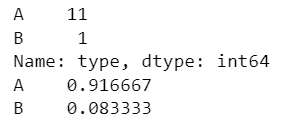 A    11
B     1
Name: type, dtype: int64
A    0.916667
B    0.083333